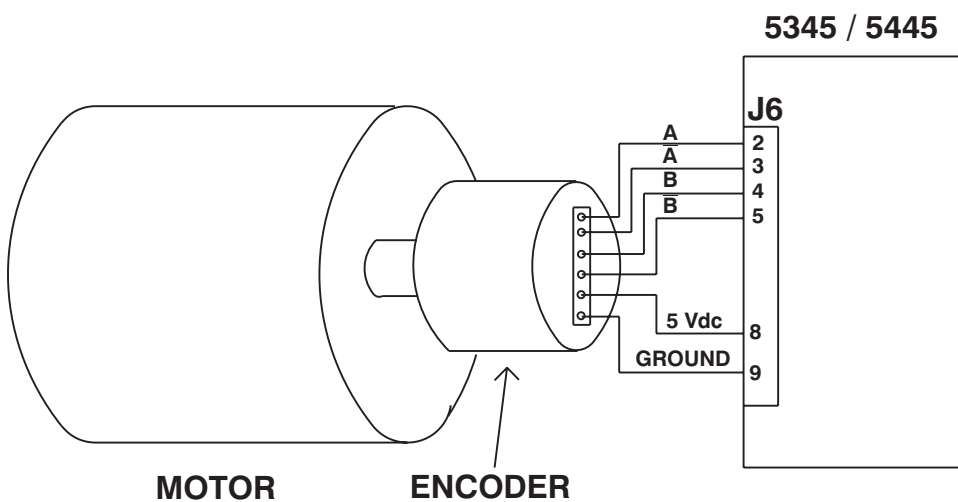 5345 / 5445
J6
A 2
A̅ 3
B 4
B̅ 5
5 Vdc 8
GROUND 9
MOTOR
ENCODER